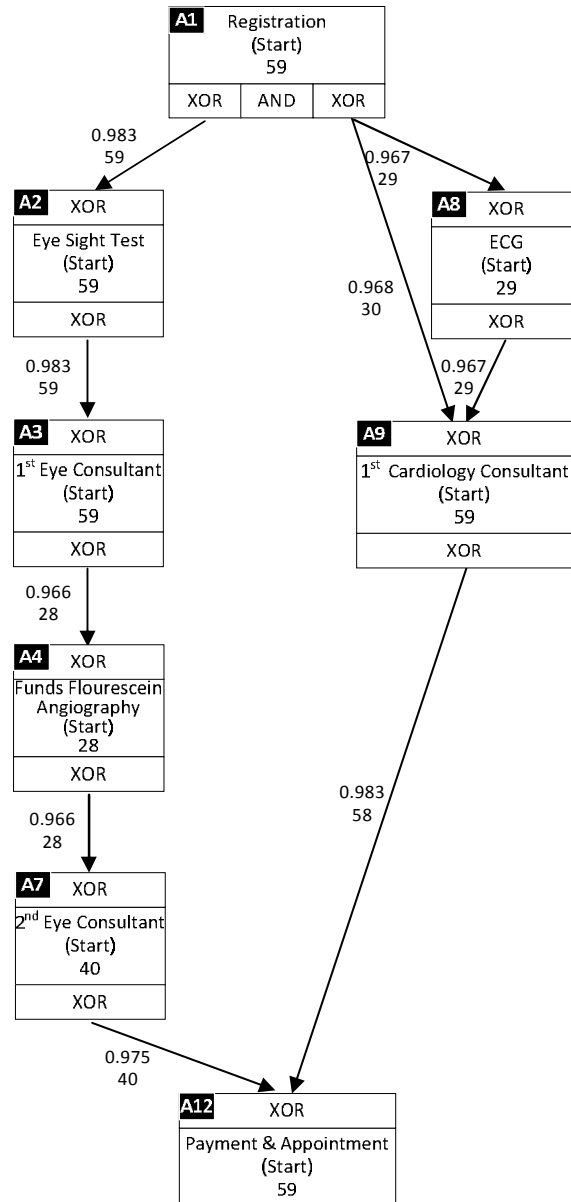 A1
Registration
(Start)
59
XOR AND XOR
0.983
59
0.967
29
A2
XOR
Eye Sight Test
(Start)
59
XOR
A8
XOR
ECG
(Start)
29
XOR
0.968
30
0.983
59
0.967
29
A3
XOR
1st Eye Consultant
(Start)
59
XOR
A9
XOR
1st Cardiology Consultant
(Start)
59
XOR
0.966
28
A4
XOR
Funds Flourescein
Angiography
(Start)
28
XOR
0.983
58
0.966
28
A7
XOR
2nd Eye Consultant
(Start)
40
XOR
0.975
40
A12
XOR
Payment & Appointment
(Start)
59